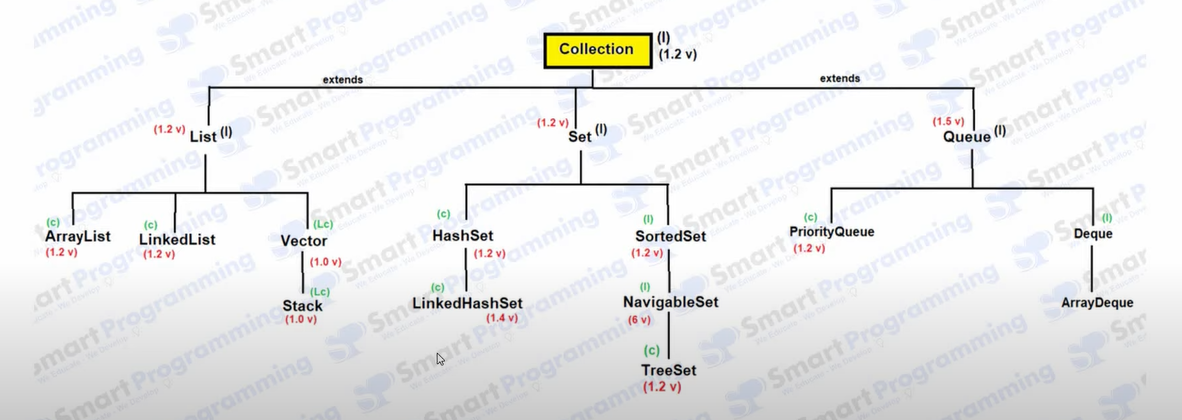 Collection (I)
(1.2 v)
extends
extends
(1.2 v)
List (I)
(1.2 v)
Set (I)
(1.5 v)
Queue (I)
(c)
ArrayList
(1.2 v)
(c)
LinkedList
(1.2 v)
(Lc)
Vector
(1.0 v)
(Lc)
Stack
(1.0 v)
(c)
HashSet
(1.2 v)
(c)
LinkedHashSet
(1.4 v)
(I)
SortedSet
(1.2 v)
(I)
NavigableSet
(6 v)
(c)
TreeSet
(1.2 v)
(c)
PriorityQueue
(1.2 v)
(I)
Deque
ArrayDeque
Smart Programming